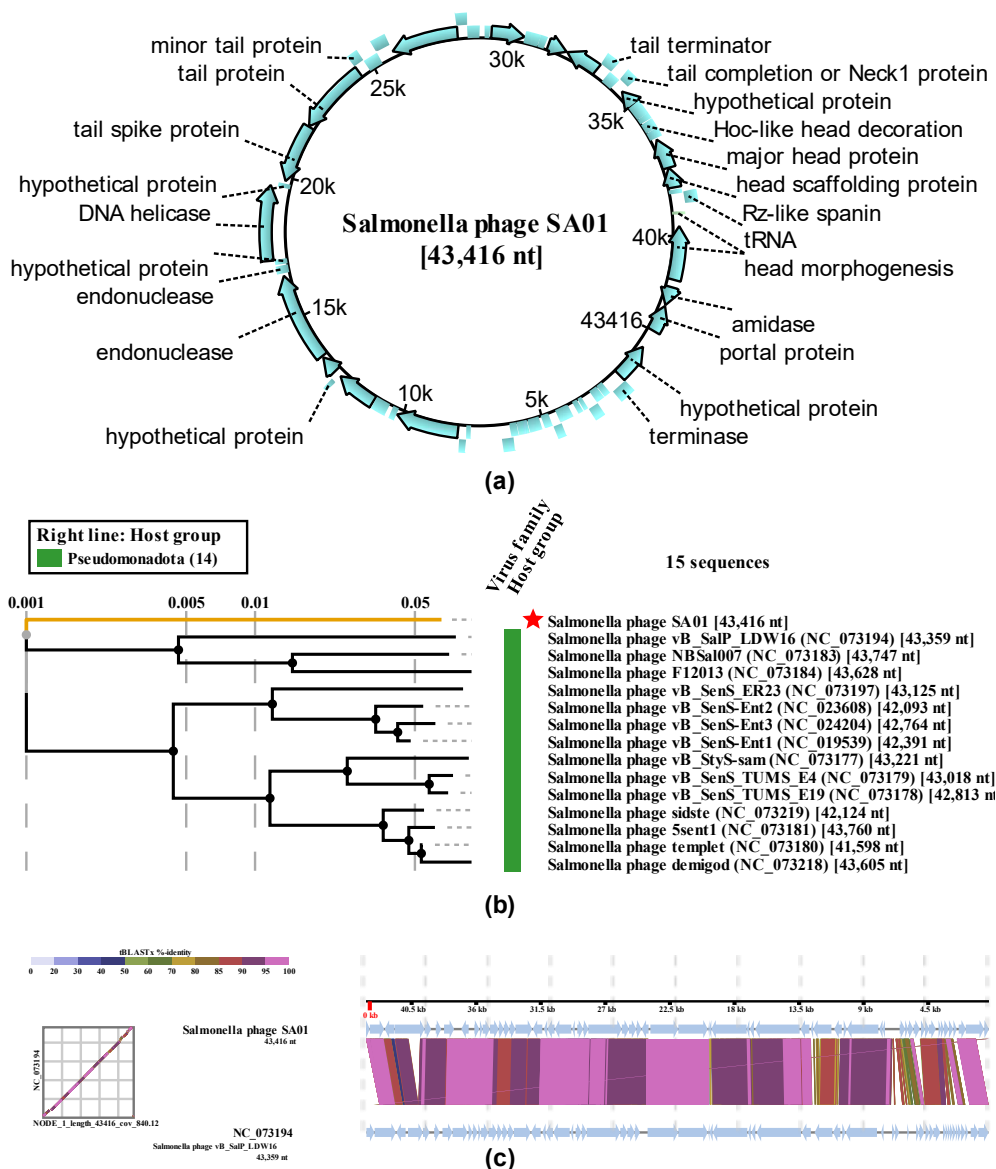 minor tail protein
tail protein
tail spike protein
hypothetical protein
DNA helicase
hypothetical protein
endonuclease
endonuclease
hypothetical protein
30k
25k
20k
15k
10k
5k
35k
40k
43416
Salmonella phage SA01
[43,416 nt]
tail terminator
tail completion or Neck1 protein
hypothetical protein
Hoc-like head decoration
major head protein
head scaffolding protein
Rz-like spanin
tRNA
head morphogenesis
amidase
portal protein
hypothetical protein
terminase
(a)
Right line: Host group
Pseudomonadota (14)
Virus family
Host group
15 sequences
0.001 0.005 0.01 0.05
Salmonella phage SA01 [43,416 nt]
Salmonella phage vB_SalP_LDW16 (NC_073194) [43,359 nt]
Salmonella phage NBSal007 (NC_073183) [43,747 nt]
Salmonella phage F12013 (NC_073184) [43,628 nt]
Salmonella phage vB_SenS_ER23 (NC_073197) [43,125 nt]
Salmonella phage vB_SenS-Ent2 (NC_023608) [42,093 nt]
Salmonella phage vB_SenS-Ent3 (NC_024204) [42,764 nt]
Salmonella phage vB_SenS-Ent1 (NC_019539) [42,391 nt]
Salmonella phage vB_StyS-sam (NC_073177) [43,221 nt]
Salmonella phage vB_SenS_TUMS_E4 (NC_073179) [43,018 nt]
Salmonella phage vB_SenS_TUMS_E19 (NC_073178) [42,813 nt]
Salmonella phage sidste (NC_073219) [42,124 nt]
Salmonella phage 5sent1 (NC_073181) [43,760 nt]
Salmonella phage templet (NC_073180) [41,598 nt]
Salmonella phage demigod (NC_073218) [43,605 nt]
(b)
tBLASTx %-identity
0 20 30 40 50 60 70 80 85 90 95 100
0 kb 40.5 kb 36 kb 31.5 kb 27 kb 22.5 kb 18 kb 13.5 kb 9 kb 4.5 kb
Salmonella phage SA01
43,416 nt
NC_073194
NODE_1_length_43416_cov_840.12
NC_073194
Salmonella phage vB_SalP_LDW16
43,359 nt
(c)